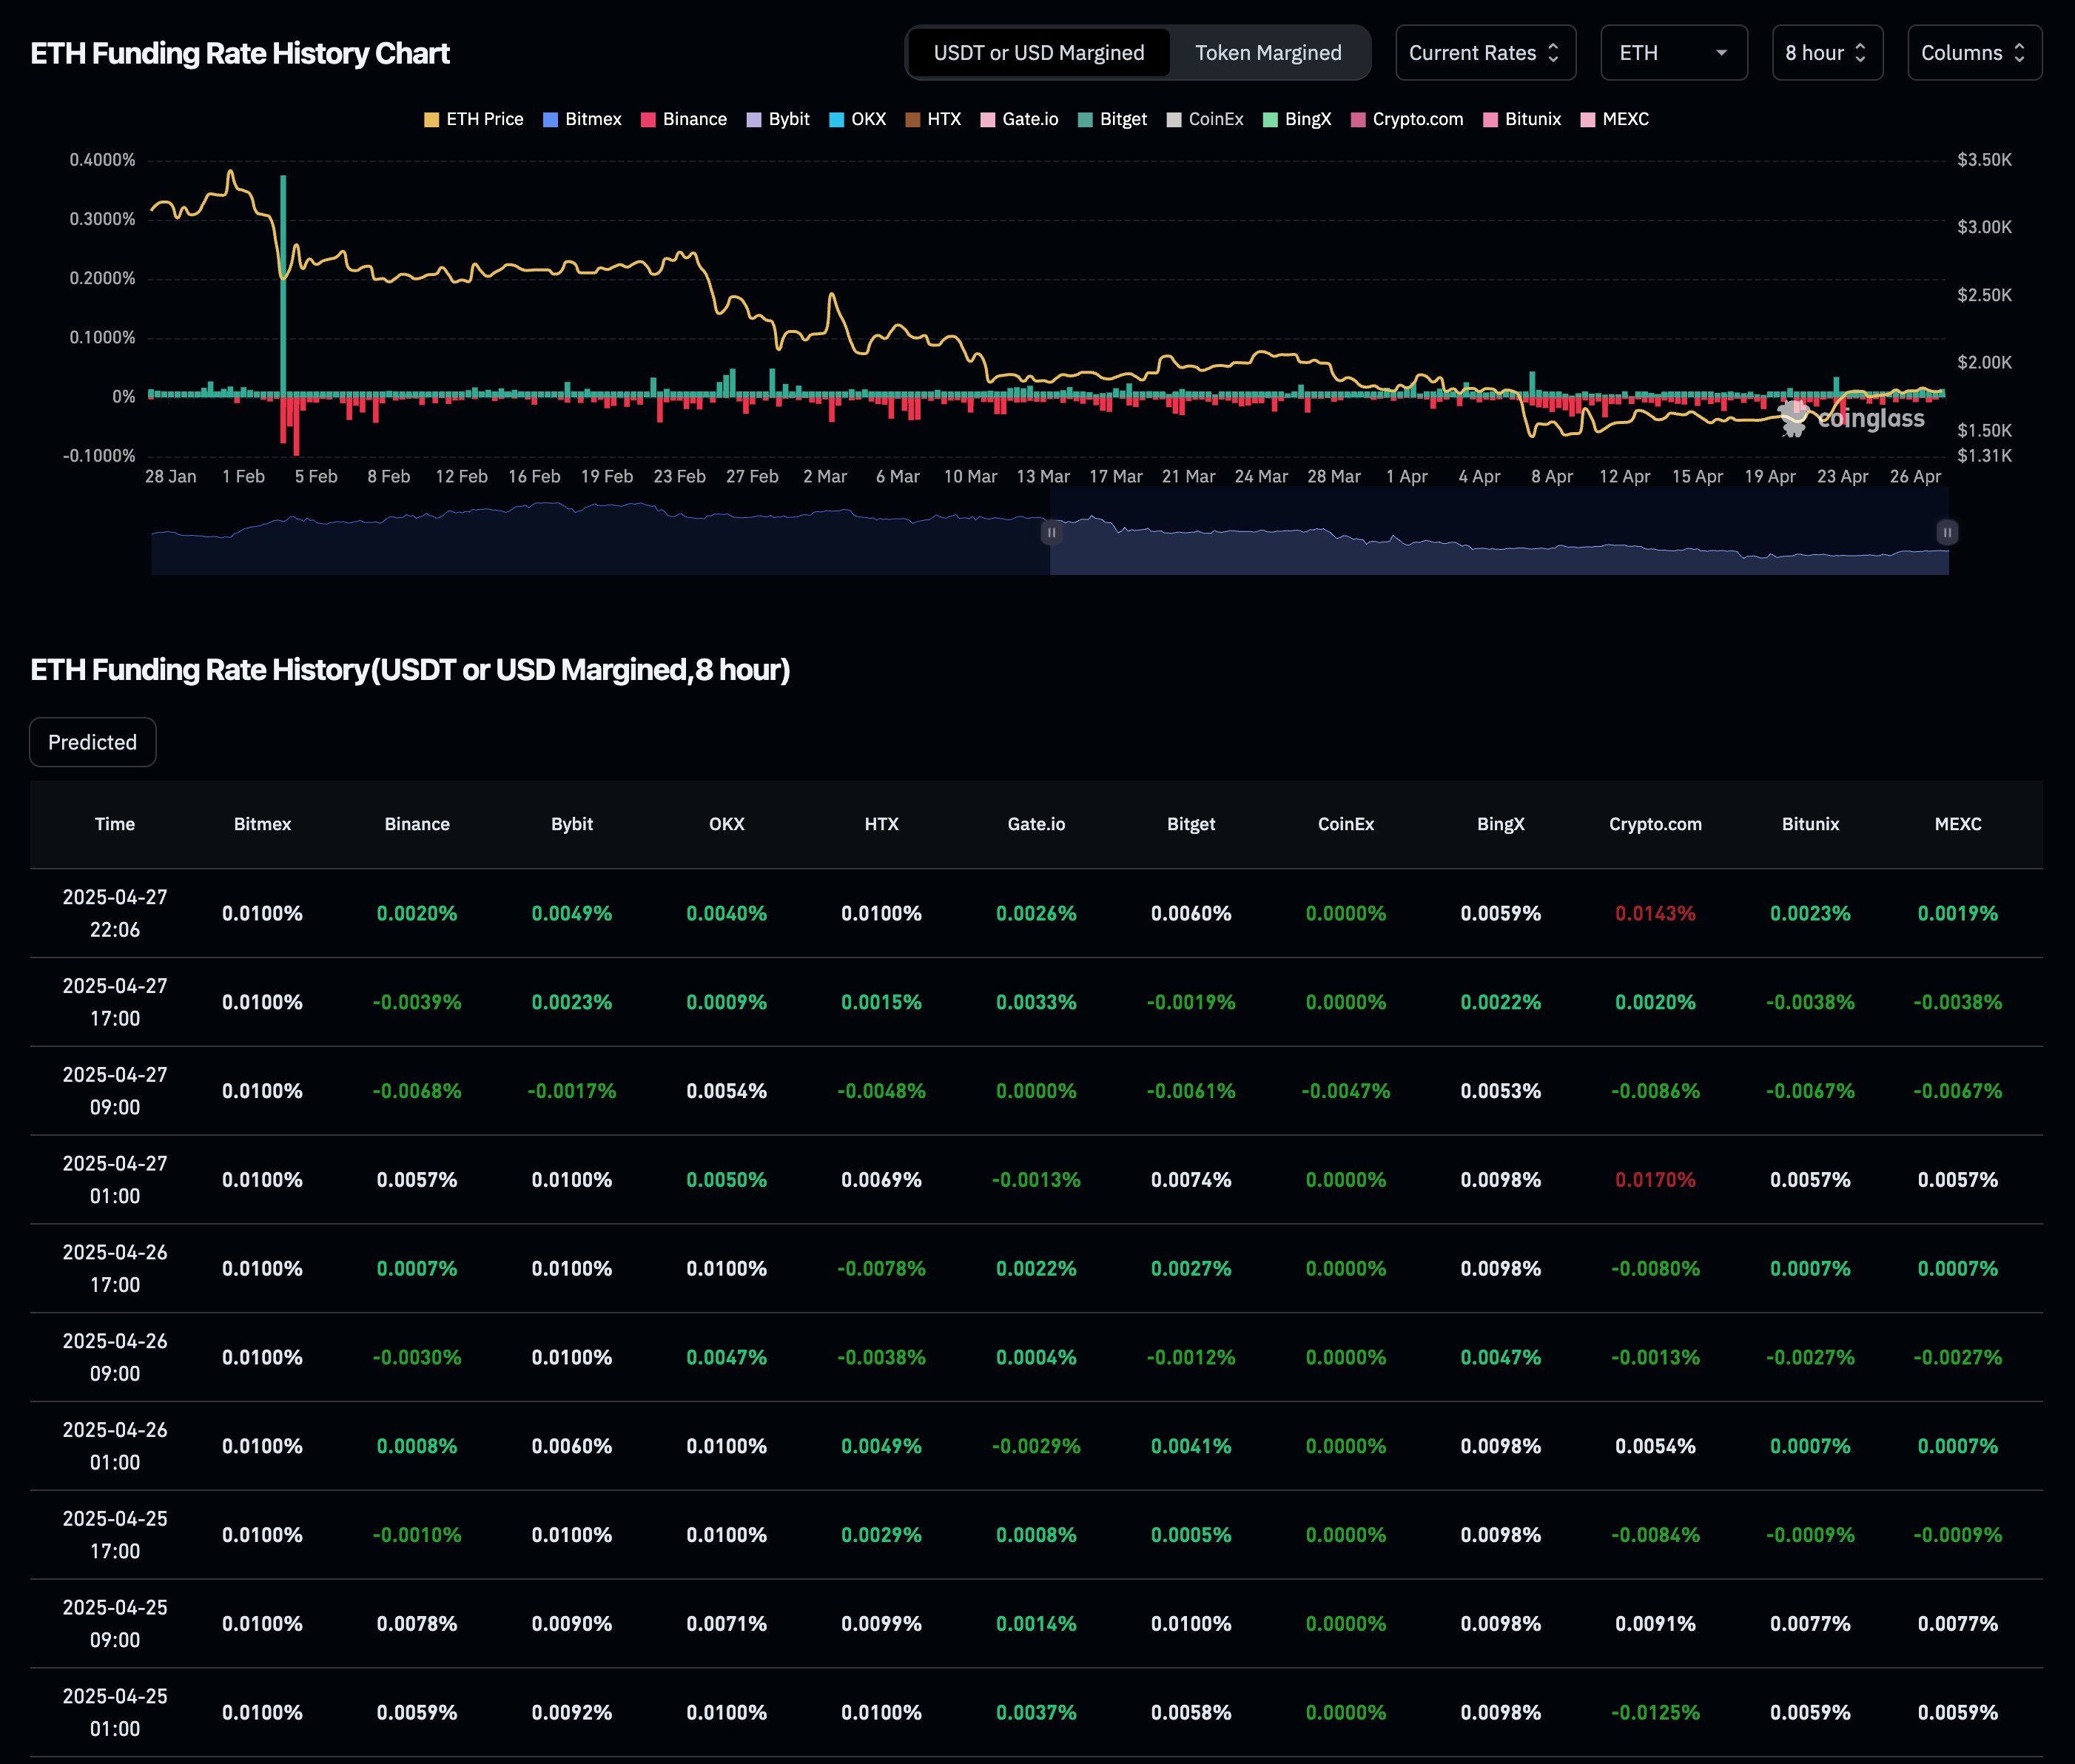 ETH Funding Rate History Chart
USDT or USD Margined Token Margined Current Rates ETH 8 hour Columns
ETH Price Bitmex Binance Bybit OKX HTX Gate.io Bitget CoinEx BingX Crypto.com Bitunix MEXC
0.4000% $3.50K
0.3000% $3.00K
0.2000% $2.50K
0.1000% $2.00K
0% $1.50K
-0.1000% $1.31K
coinglass
28 Jan 1 Feb 5 Feb 8 Feb 12 Feb 16 Feb 19 Feb 23 Feb 27 Feb 2 Mar 6 Mar 10 Mar 13 Mar 17 Mar 21 Mar 24 Mar 28 Mar 1 Apr 4 Apr 8 Apr 12 Apr 15 Apr 19 Apr 23 Apr 26 Apr
ETH Funding Rate History(USDT or USD Margined,8 hour)
Predicted
Time Bitmex Binance Bybit OKX HTX Gate.io Bitget CoinEx BingX Crypto.com Bitunix MEXC
2025-04-27
22:06 0.0100% 0.0020% 0.0049% 0.0040% 0.0100% 0.0026% 0.0060% 0.0000% 0.0059% 0.0143% 0.0023% 0.0019%
2025-04-27
17:00 0.0100% -0.0039% 0.0023% 0.0009% 0.0015% 0.0033% -0.0019% 0.0000% 0.0022% 0.0020% -0.0038% -0.0038%
2025-04-27
09:00 0.0100% -0.0068% -0.0017% 0.0054% -0.0048% 0.0000% -0.0061% -0.0047% 0.0053% -0.0086% -0.0067% -0.0067%
2025-04-27
01:00 0.0100% 0.0057% 0.0100% 0.0050% 0.0069% -0.0013% 0.0074% 0.0000% 0.0098% 0.0170% 0.0057% 0.0057%
2025-04-26
17:00 0.0100% 0.0007% 0.0100% 0.0100% -0.0078% 0.0022% 0.0027% 0.0000% 0.0098% -0.0080% 0.0007% 0.0007%
2025-04-26
09:00 0.0100% -0.0030% 0.0100% 0.0047% -0.0038% 0.0004% -0.0012% 0.0000% 0.0047% -0.0013% -0.0027% -0.0027%
2025-04-26
01:00 0.0100% 0.0008% 0.0060% 0.0100% 0.0049% -0.0029% 0.0041% 0.0000% 0.0098% 0.0054% 0.0007% 0.0007%
2025-04-25
17:00 0.0100% -0.0010% 0.0100% 0.0100% 0.0029% 0.0008% 0.0005% 0.0000% 0.0098% -0.0084% -0.0009% -0.0009%
2025-04-25
09:00 0.0100% 0.0078% 0.0090% 0.0071% 0.0099% 0.0014% 0.0100% 0.0000% 0.0098% 0.0091% 0.0077% 0.0077%
2025-04-25
01:00 0.0100% 0.0059% 0.0092% 0.0100% 0.0100% 0.0037% 0.0058% 0.0000% 0.0098% -0.0125% 0.0059% 0.0059%